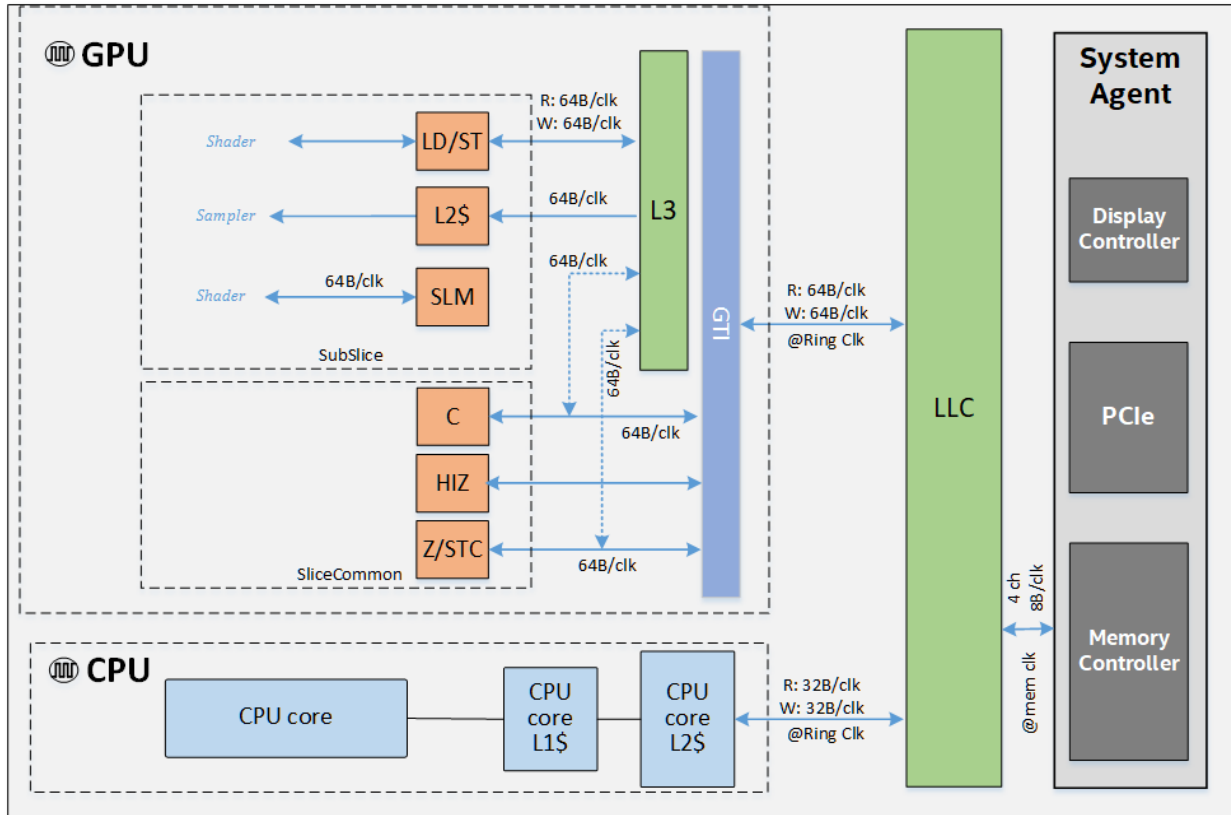 GPU
R: 64B/clk
W: 64B/clk
Shader
LD/ST
Sampler
L2$
64B/clk
64B/clk
Shader
64B/clk
SLM
SubSlice
L3
GTI
64B/clk
C
64B/clk
HIZ
Z/STC
64B/clk
SliceCommon
R: 64B/clk
W: 64B/clk
@Ring Clk
LLC
System
Agent
Display
Controller
PCIe
Memory
Controller
4 ch
8B/clk
@mem clk
CPU
CPU core
CPU
core
L1$
CPU
core
L2$
R: 32B/clk
W: 32B/clk
@Ring Clk